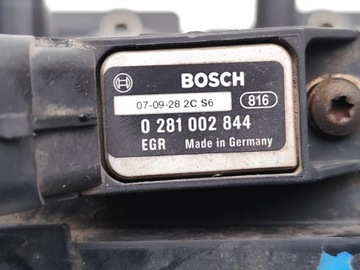 BOSCH
07-09-28 2C S6 816
0 281 002 844
EGR Made in Germany